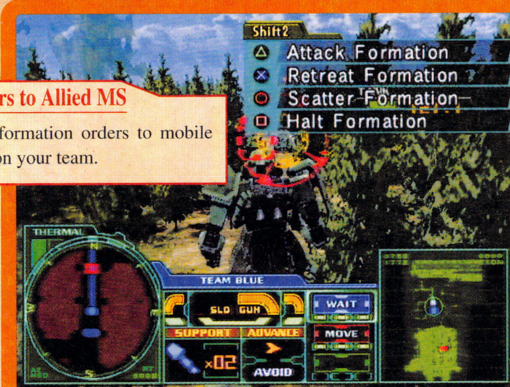 Shift2
△ Attack Formation
✕ Retreat Formation
○ Scatter Formation
□ Halt Formation
rs to Allied MS
formation orders to mobile
on your team.
THERMAL
N
S
TEAM BLUE
SLD GUN
WAIT
SUPPORT
ADVANCE
MOVE
×02
AVOID